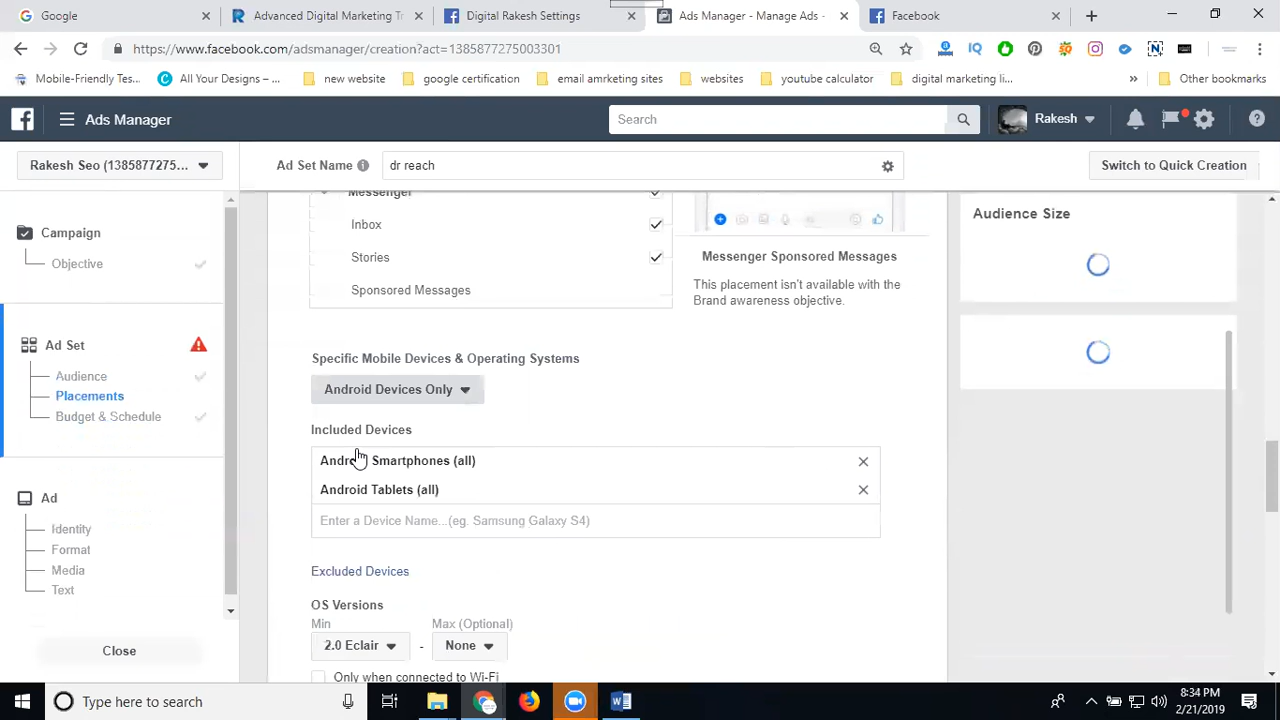 Google
Advanced Digital Marketing
Digital Rakesh Settings
Ads Manager - Manage Ads -
Facebook
https://www.facebook.com/adsmanager/creation?act=1385877275003301
Mobile-Friendly Tes...
All Your Designs – ...
new website
google certification
email amrketing sites
websites
youtube calculator
digital marketing li...
Other bookmarks
Ads Manager
Search
Rakesh
Rakesh Seo (1385877275...
Ad Set Name
dr reach
Switch to Quick Creation
Campaign
Objective
Ad Set
Audience
Placements
Budget & Schedule
Ad
Identity
Format
Media
Text
Close
Messenger
Inbox
Stories
Sponsored Messages
Messenger Sponsored Messages
This placement isn't available with the
Brand awareness objective.
Specific Mobile Devices & Operating Systems
Android Devices Only
Included Devices
Android Smartphones (all)
Android Tablets (all)
Enter a Device Name...(eg. Samsung Galaxy S4)
Excluded Devices
OS Versions
Min
Max (Optional)
2.0 Eclair
-
None
Only when connected to Wi-Fi
Audience Size
Type here to search
8:34 PM
2/21/2019